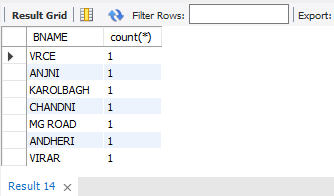 Result Grid Filter Rows: Export:
BNAME count(*)
VRCE 1
ANJNI 1
KAROLBAGH 1
CHANDNI 1
MG ROAD 1
ANDHERI 1
VIRAR 1
Result 14 ×